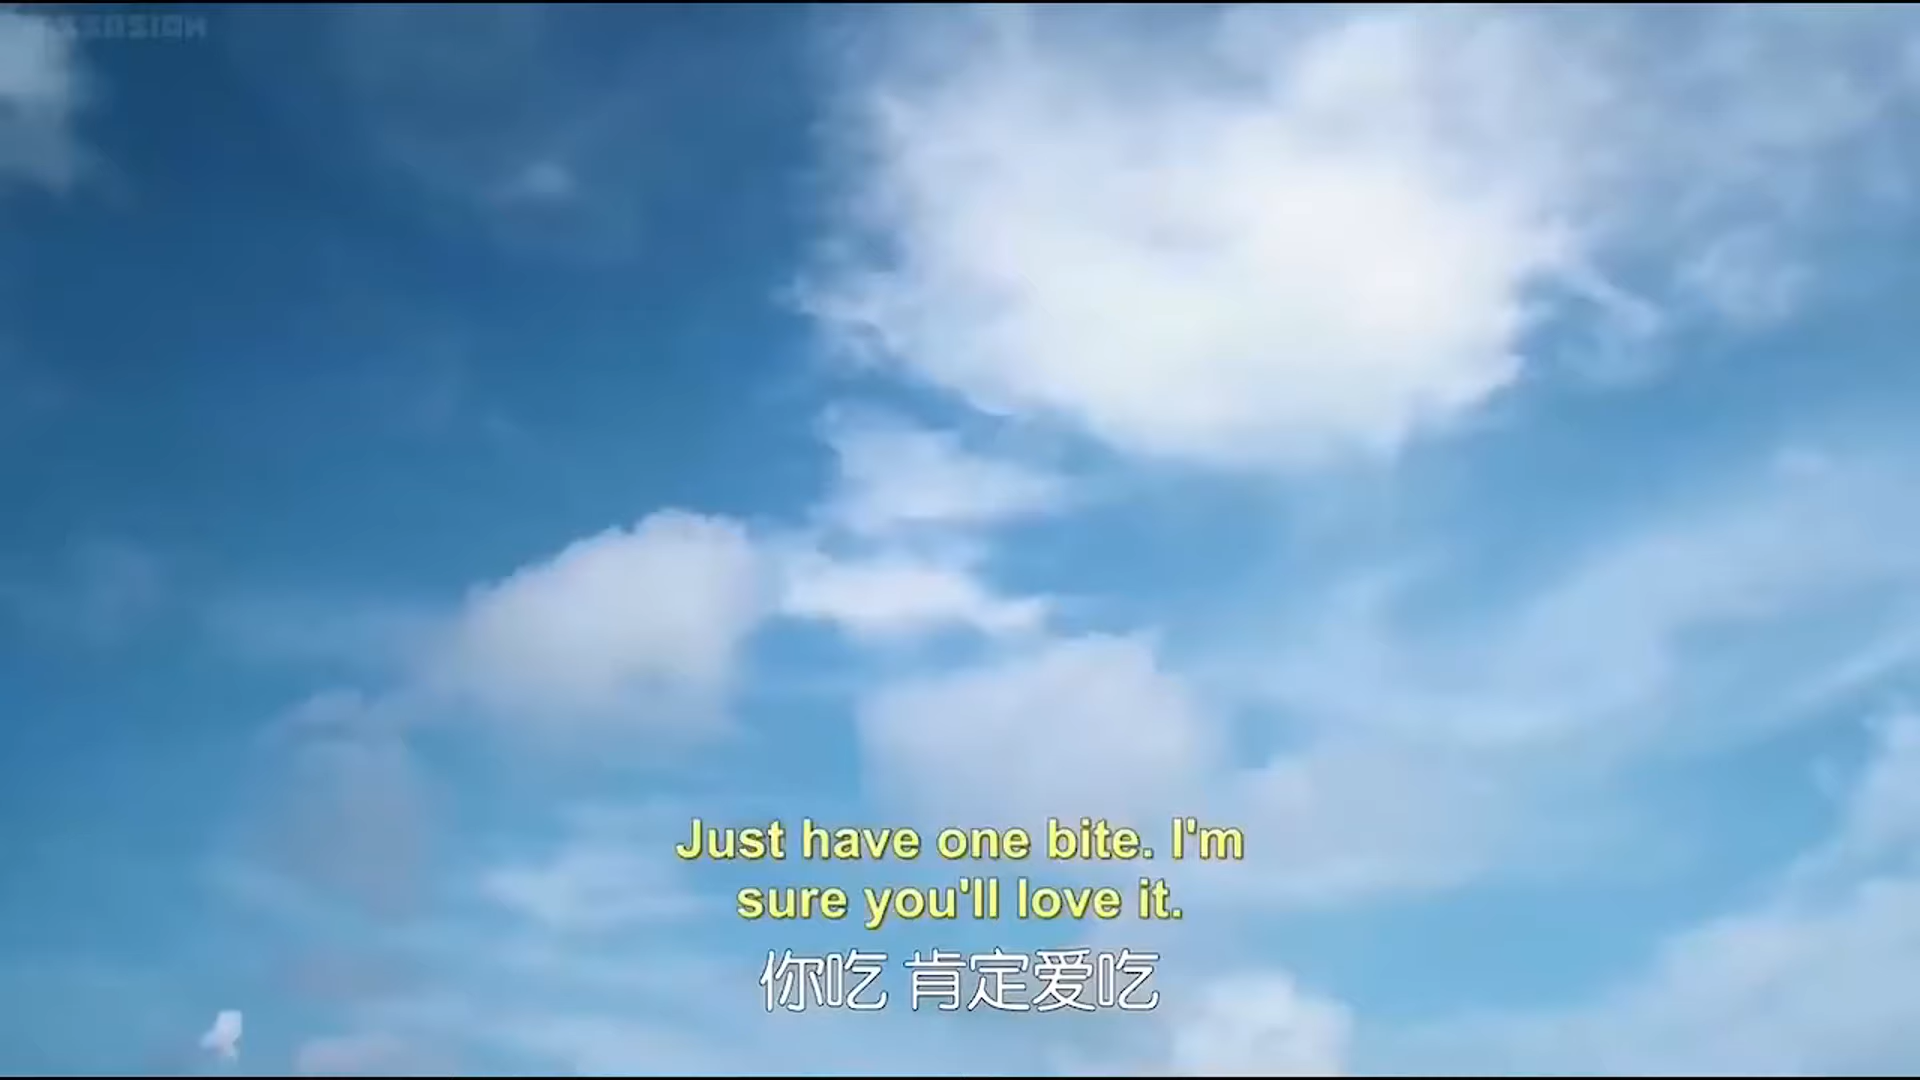 Just have one bite. I'm
sure you'll love it.
你吃 肯定爱吃